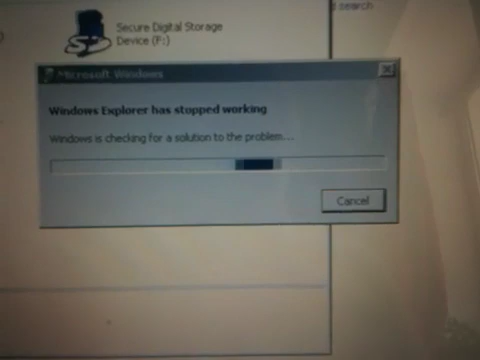 Secure Digital Storage
Device (F:)
search
Microsoft Windows
Windows Explorer has stopped working
Windows is checking for a solution to the problem...
Cancel